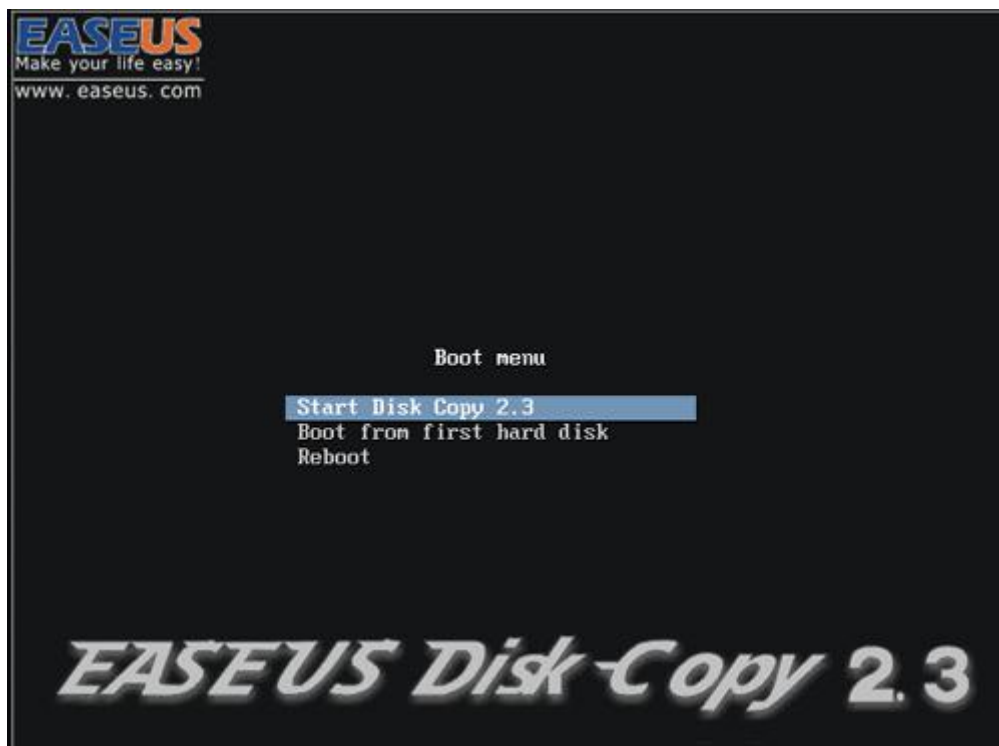 EASEUS
Make your life easy!
www. easeus. com
Boot menu
Start Disk Copy 2.3
Boot from first hard disk
Reboot
EASEUS Disk Copy 2.3